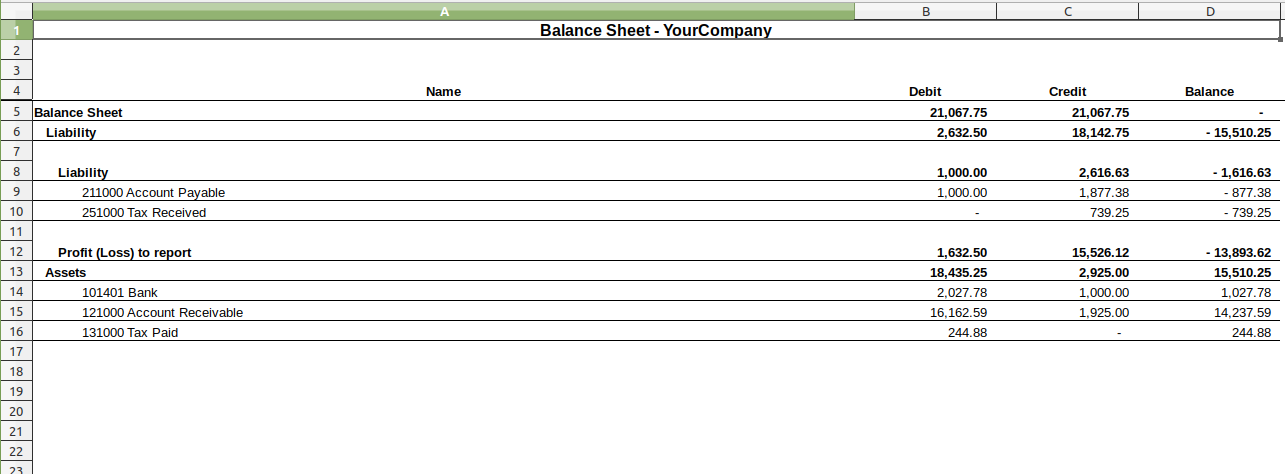 A B C D
1 Balance Sheet - YourCompany
2
3
4 Name Debit Credit Balance
5 Balance Sheet 21,067.75 21,067.75 -
6 Liability 2,632.50 18,142.75 - 15,510.25
7
8 Liability 1,000.00 2,616.63 - 1,616.63
9 211000 Account Payable 1,000.00 1,877.38 - 877.38
10 251000 Tax Received - 739.25 - 739.25
11
12 Profit (Loss) to report 1,632.50 15,526.12 - 13,893.62
13 Assets 18,435.25 2,925.00 15,510.25
14 101401 Bank 2,027.78 1,000.00 1,027.78
15 121000 Account Receivable 16,162.59 1,925.00 14,237.59
16 131000 Tax Paid 244.88 - 244.88
17
18
19
20
21
22
23